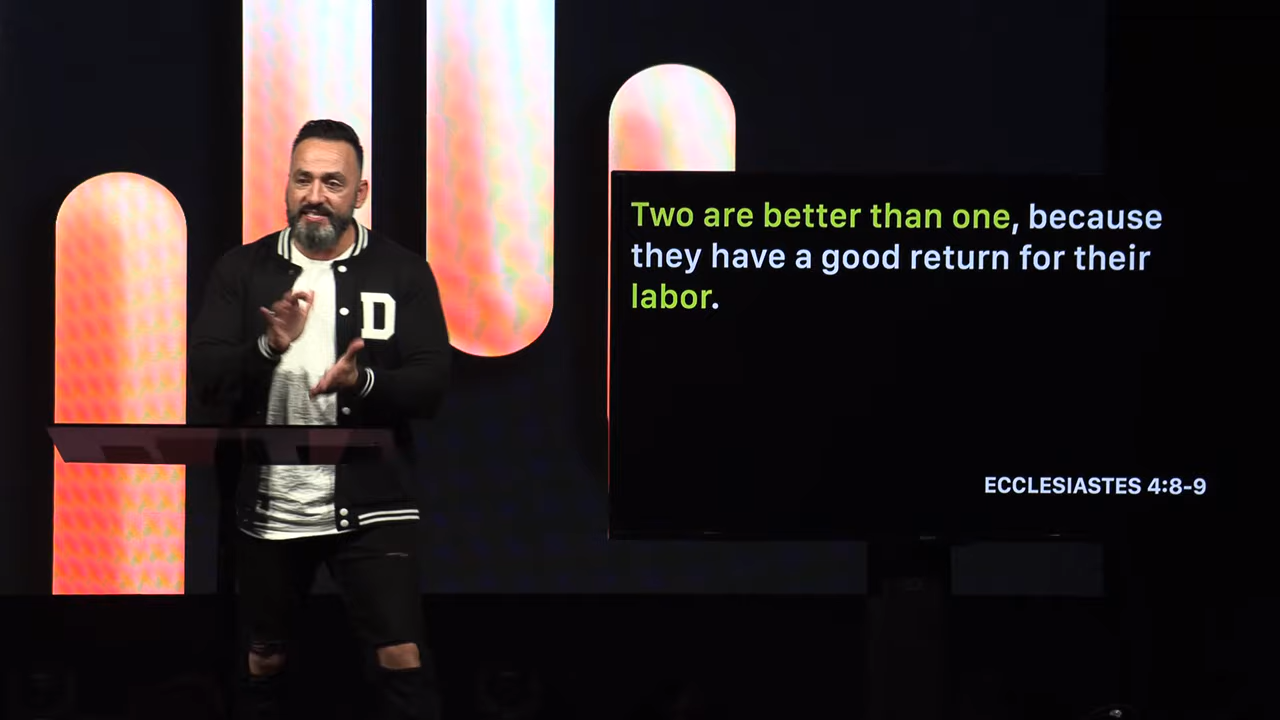 D
Two are better than one, because
they have a good return for their
labor.
ECCLESIASTES 4:8-9